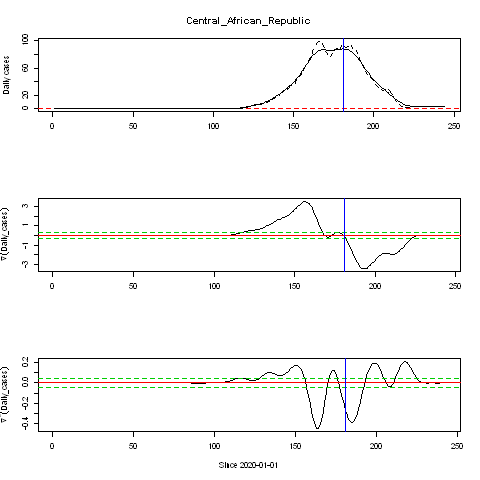 Central_African_Republic
Daily cases
0 20 60 100
0 50 100 150 200 250
∇(Daily_cases)
-3 -1 1 3
0 50 100 150 200 250
∇'(Daily_cases)
-0.4 -0.2 0.0 0.2
0 50 100 150 200 250
Since 2020-01-01